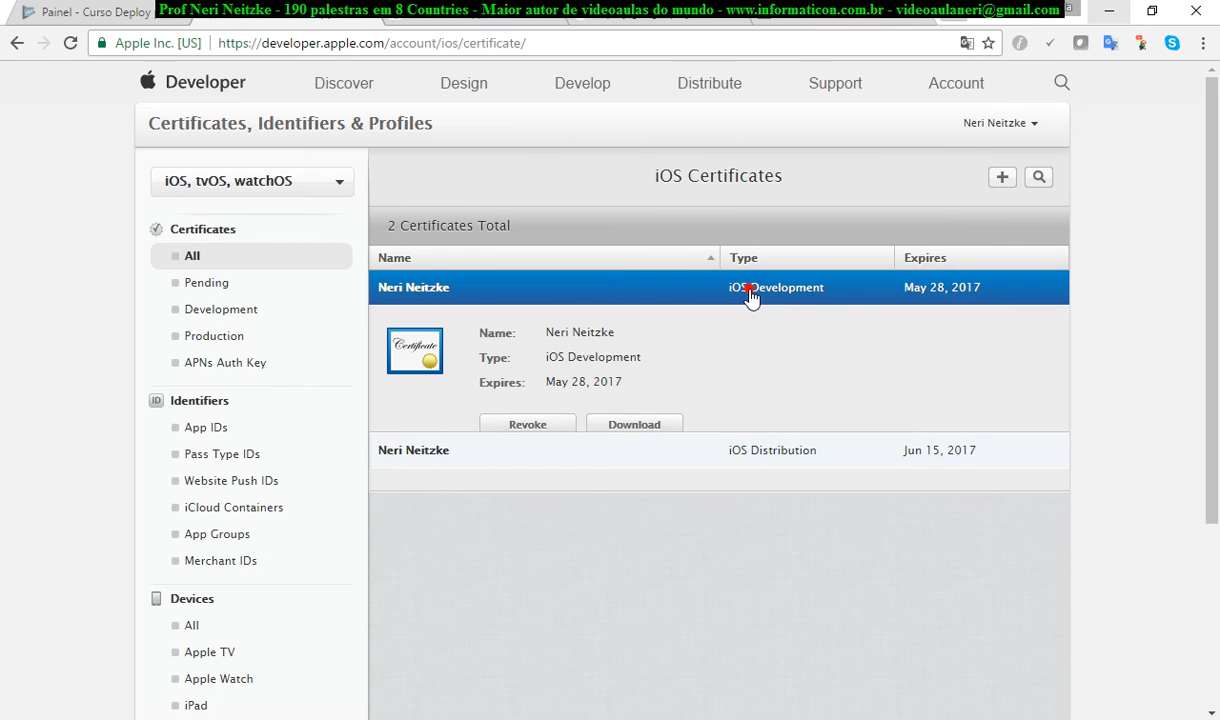 Painel - Curso Deploy
Prof Neri Neitzke - 190 palestras em 8 Countries - Maior autor de videoaulas do mundo - www.informaticon.com.br - videoaulaneri@gmail.com
Apple Inc. [US] https://developer.apple.com/account/ios/certificate/
Developer Discover Design Develop Distribute Support Account
Certificates, Identifiers & Profiles
Neri Neitzke
iOS, tvOS, watchOS
Certificates
All
Pending
Development
Production
APNs Auth Key
ID Identifiers
App IDs
Pass Type IDs
Website Push IDs
iCloud Containers
App Groups
Merchant IDs
Devices
All
Apple TV
Apple Watch
iPad
iOS Certificates
2 Certificates Total
Name Type Expires
Neri Neitzke iOS Development May 28, 2017
Certificate
Name: Neri Neitzke
Type: iOS Development
Expires: May 28, 2017
Revoke Download
Neri Neitzke iOS Distribution Jun 15, 2017